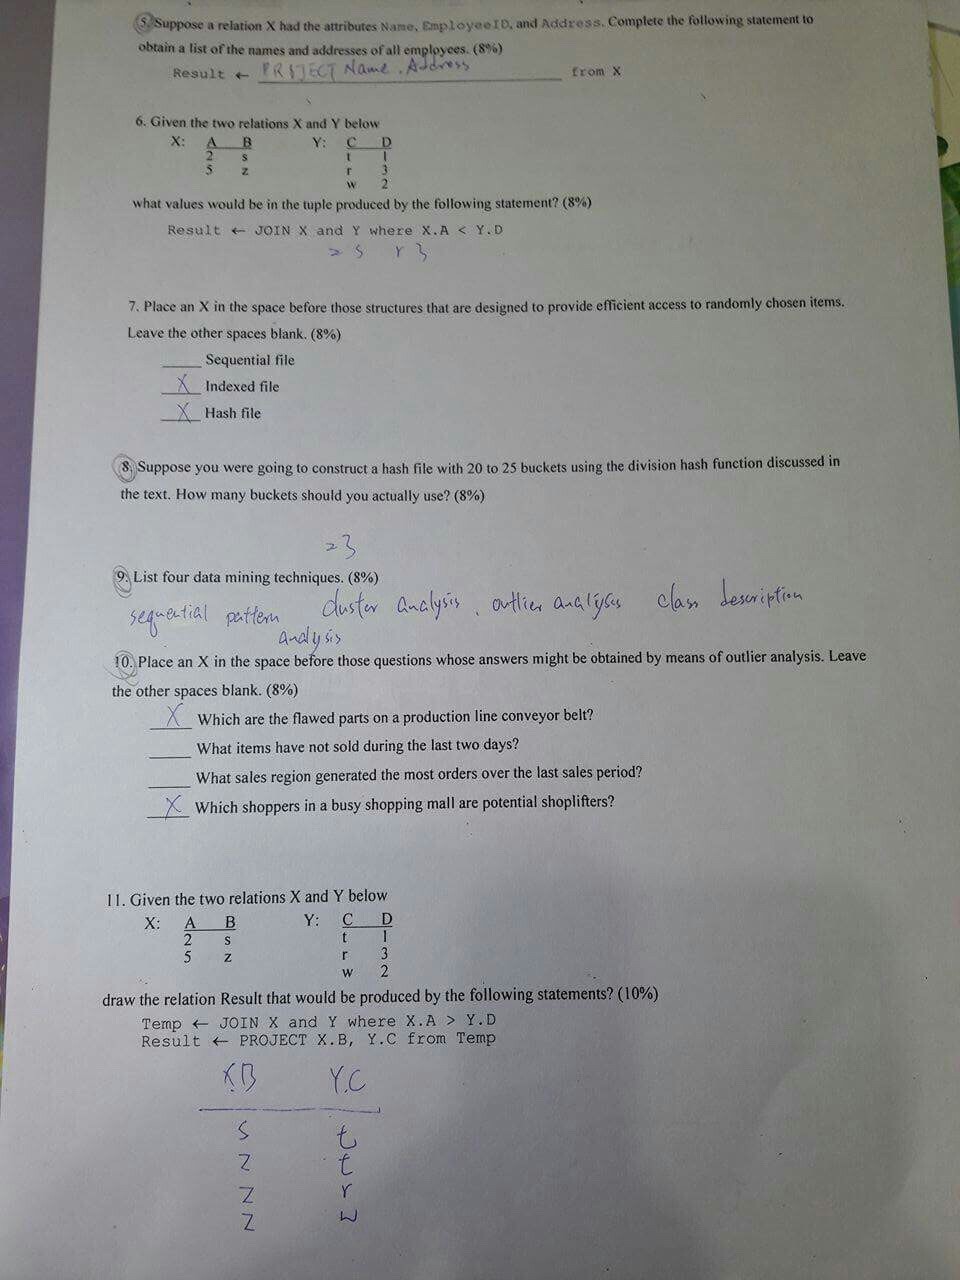 5. Suppose a relation X had the attributes Name, EmployeeID, and Address. Complete the following statement to
obtain a list of the names and addresses of all employees. (8%)
Result ← PROJECT Name, Address from X
6. Given the two relations X and Y below
X: A B Y: C D
2 s t 1
5 z r 3
w 2
what values would be in the tuple produced by the following statement? (8%)
Result ← JOIN X and Y where X.A < Y.D
2 s r 3
7. Place an X in the space before those structures that are designed to provide efficient access to randomly chosen items.
Leave the other spaces blank. (8%)
____ Sequential file
X Indexed file
X Hash file
8. Suppose you were going to construct a hash file with 20 to 25 buckets using the division hash function discussed in
the text. How many buckets should you actually use? (8%)
23
9. List four data mining techniques. (8%)
sequential pattern cluster analysis, outlier analysis class description
analysis
10. Place an X in the space before those questions whose answers might be obtained by means of outlier analysis. Leave
the other spaces blank. (8%)
X Which are the flawed parts on a production line conveyor belt?
____ What items have not sold during the last two days?
____ What sales region generated the most orders over the last sales period?
X Which shoppers in a busy shopping mall are potential shoplifters?
11. Given the two relations X and Y below
X: A B Y: C D
2 s t 1
5 z r 3
w 2
draw the relation Result that would be produced by the following statements? (10%)
Temp ← JOIN X and Y where X.A > Y.D
Result ← PROJECT X.B, Y.C from Temp
X.B Y.C
s t
z t
z r
z w